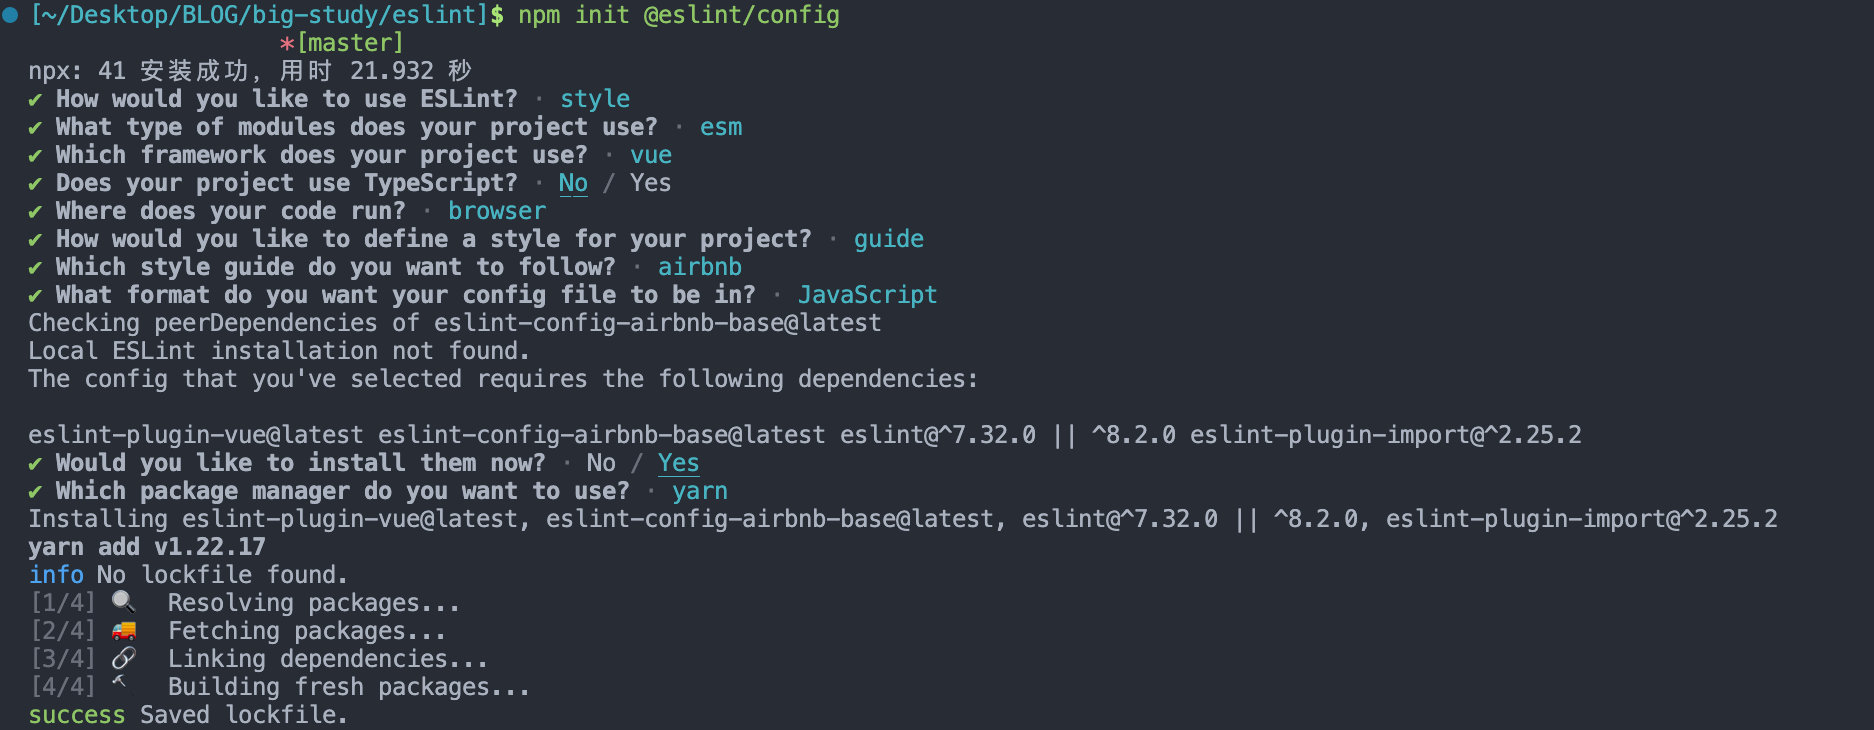 [~/Desktop/BLOG/big-study/eslint]$ npm init @eslint/config
*[master]
npx: 41 安装成功，用时 21.932 秒
✔ How would you like to use ESLint? · style
✔ What type of modules does your project use? · esm
✔ Which framework does your project use? · vue
✔ Does your project use TypeScript? · No / Yes
✔ Where does your code run? · browser
✔ How would you like to define a style for your project? · guide
✔ Which style guide do you want to follow? · airbnb
✔ What format do you want your config file to be in? · JavaScript
Checking peerDependencies of eslint-config-airbnb-base@latest
Local ESLint installation not found.
The config that you've selected requires the following dependencies:
eslint-plugin-vue@latest eslint-config-airbnb-base@latest eslint@^7.32.0 || ^8.2.0 eslint-plugin-import@^2.25.2
✔ Would you like to install them now? · No / Yes
✔ Which package manager do you want to use? · yarn
Installing eslint-plugin-vue@latest, eslint-config-airbnb-base@latest, eslint@^7.32.0 || ^8.2.0, eslint-plugin-import@^2.25.2
yarn add v1.22.17
info No lockfile found.
[1/4] 🔍 Resolving packages...
[2/4] 🚚 Fetching packages...
[3/4] 🔗 Linking dependencies...
[4/4] 🔨 Building fresh packages...
success Saved lockfile.